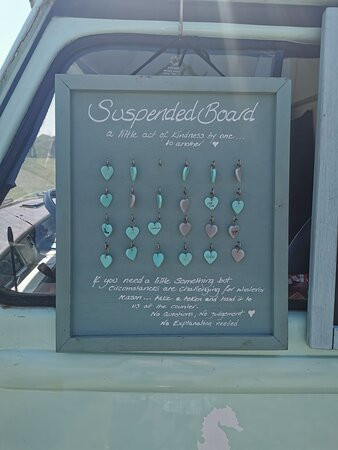 Suspended Board
a little act of kindness by one...
to another
If you need a little something but
circumstances are challenging for whatever
reason... take a token and hand it to
us at the counter.
No Questions, No judgement
No Explanation needed